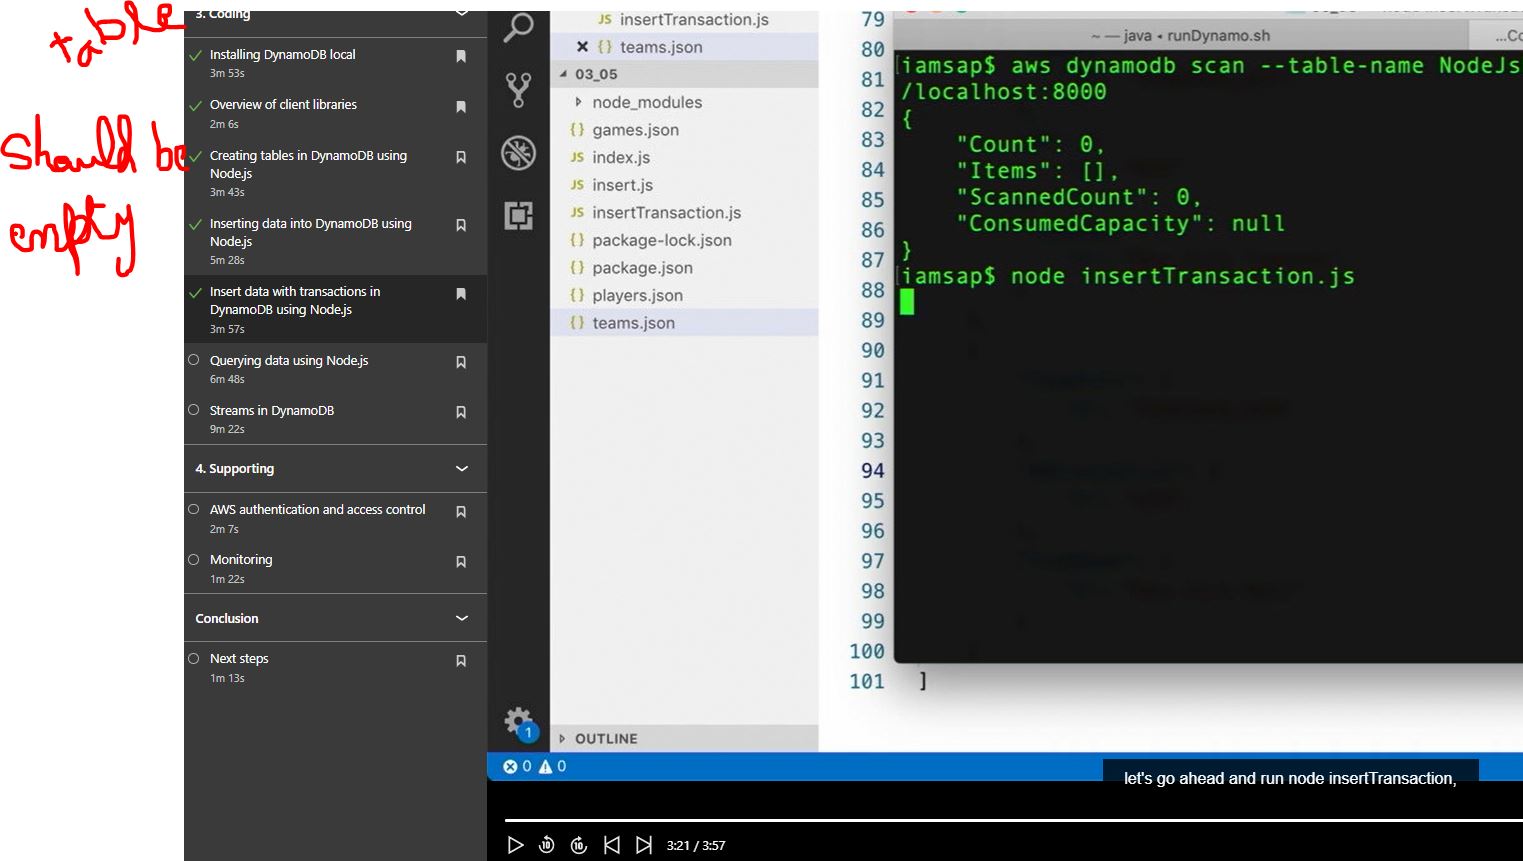 table
should be
empty
3. Coding
Installing DynamoDB local
3m 53s
Overview of client libraries
2m 6s
Creating tables in DynamoDB using
Node.js
3m 43s
Inserting data into DynamoDB using
Node.js
5m 28s
Insert data with transactions in
DynamoDB using Node.js
3m 57s
Querying data using Node.js
6m 48s
Streams in DynamoDB
9m 22s
4. Supporting
AWS authentication and access control
2m 7s
Monitoring
1m 22s
Conclusion
Next steps
1m 13s
JS insertTransaction.js
{} teams.json
03_05
node_modules
{} games.json
JS index.js
JS insert.js
JS insertTransaction.js
{} package-lock.json
{} package.json
{} players.json
{} teams.json
1
OUTLINE
0 0
79
80
81
82
83
84
85
86
87
88
89
90
91
92
93
94
95
96
97
98
99
100
101 ]
~ — java • runDynamo.sh
...Co
iamsap$ aws dynamodb scan --table-name NodeJs
/localhost:8000
{
"Count": 0,
"Items": [],
"ScannedCount": 0,
"ConsumedCapacity": null
}
iamsap$ node insertTransaction.js
let's go ahead and run node insertTransaction,
10 10 3:21 / 3:57